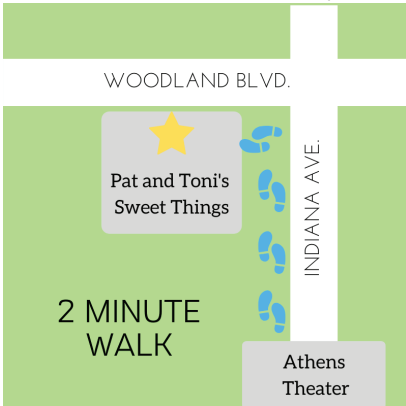 WOODLAND BLVD.
Pat and Toni's
Sweet Things
INDIANA AVE.
2 MINUTE
WALK
Athens
Theater